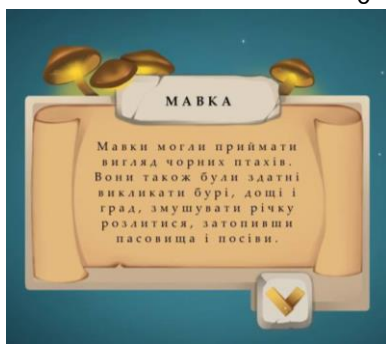 МАВКА
Мавки могли приймати
вигляд чорних птахів.
Вони також були здатні
викликати бурі, дощі і
град, змушувати річку
розлитися, затопивши
пасовища і посіви.